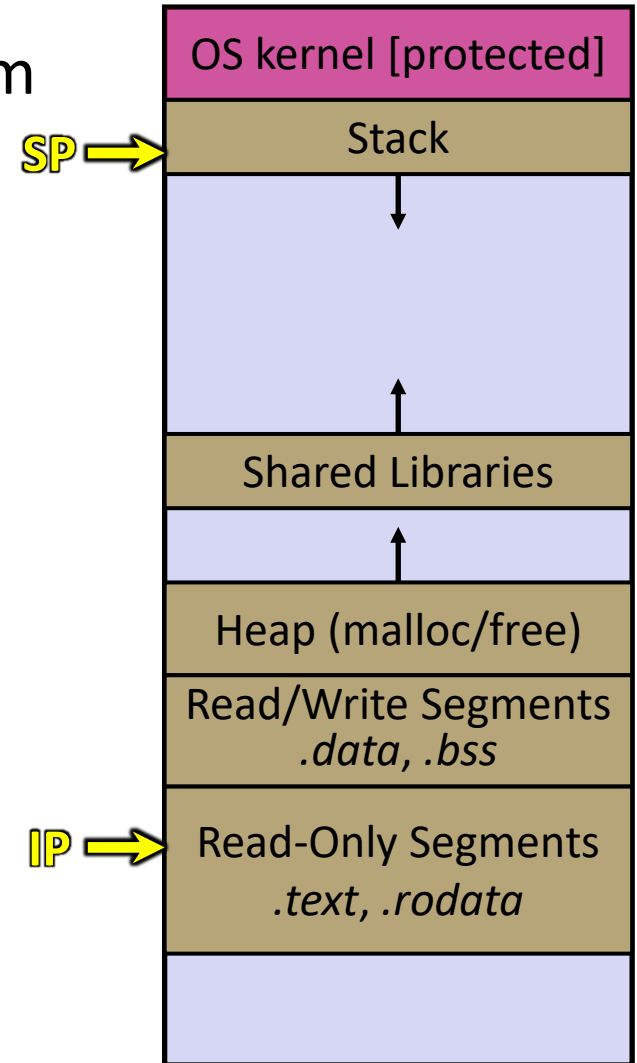 m
OS kernel [protected]
SP
Stack
Shared Libraries
Heap (malloc/free)
Read/Write Segments
.data, .bss
IP
Read-Only Segments
.text, .rodata